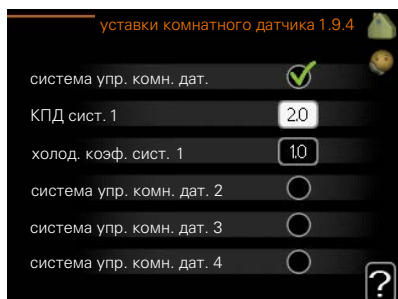 уставки комнатного датчика 1.9.4
система упр. комн. дат.
КПД сист. 1 2.0
холод. коэф. сист. 1 1.0
система упр. комн. дат. 2
система упр. комн. дат. 3
система упр. комн. дат. 4
?